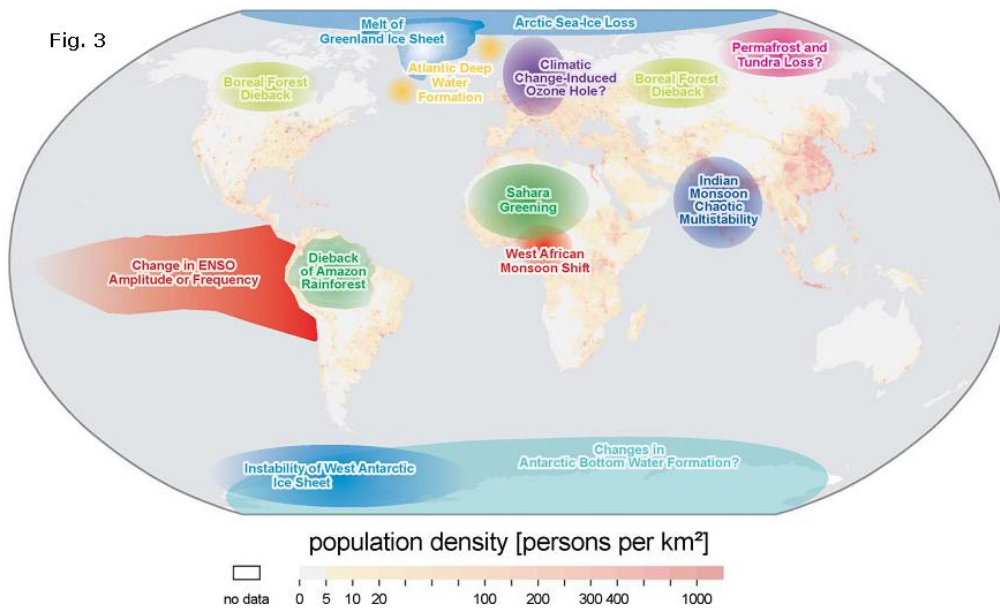 Fig. 3
Melt of
Greenland Ice Sheet
Arctic Sea-Ice Loss
Atlantic Deep
Water
Formation
Climatic
Change-Induced
Ozone Hole?
Permafrost and
Tundra Loss?
Boreal Forest
Dieback
Boreal Forest
Dieback
Sahara
Greening
Indian
Monsoon
Chaotic
Multistability
West African
Monsoon Shift
Change in ENSO
Amplitude or Frequency
Dieback
of Amazon
Rainforest
Instability of West Antarctic
Ice Sheet
Changes in
Antarctic Bottom Water Formation?
population density [persons per km²]
no data
0 5 10 20 100 200 300 400 1000